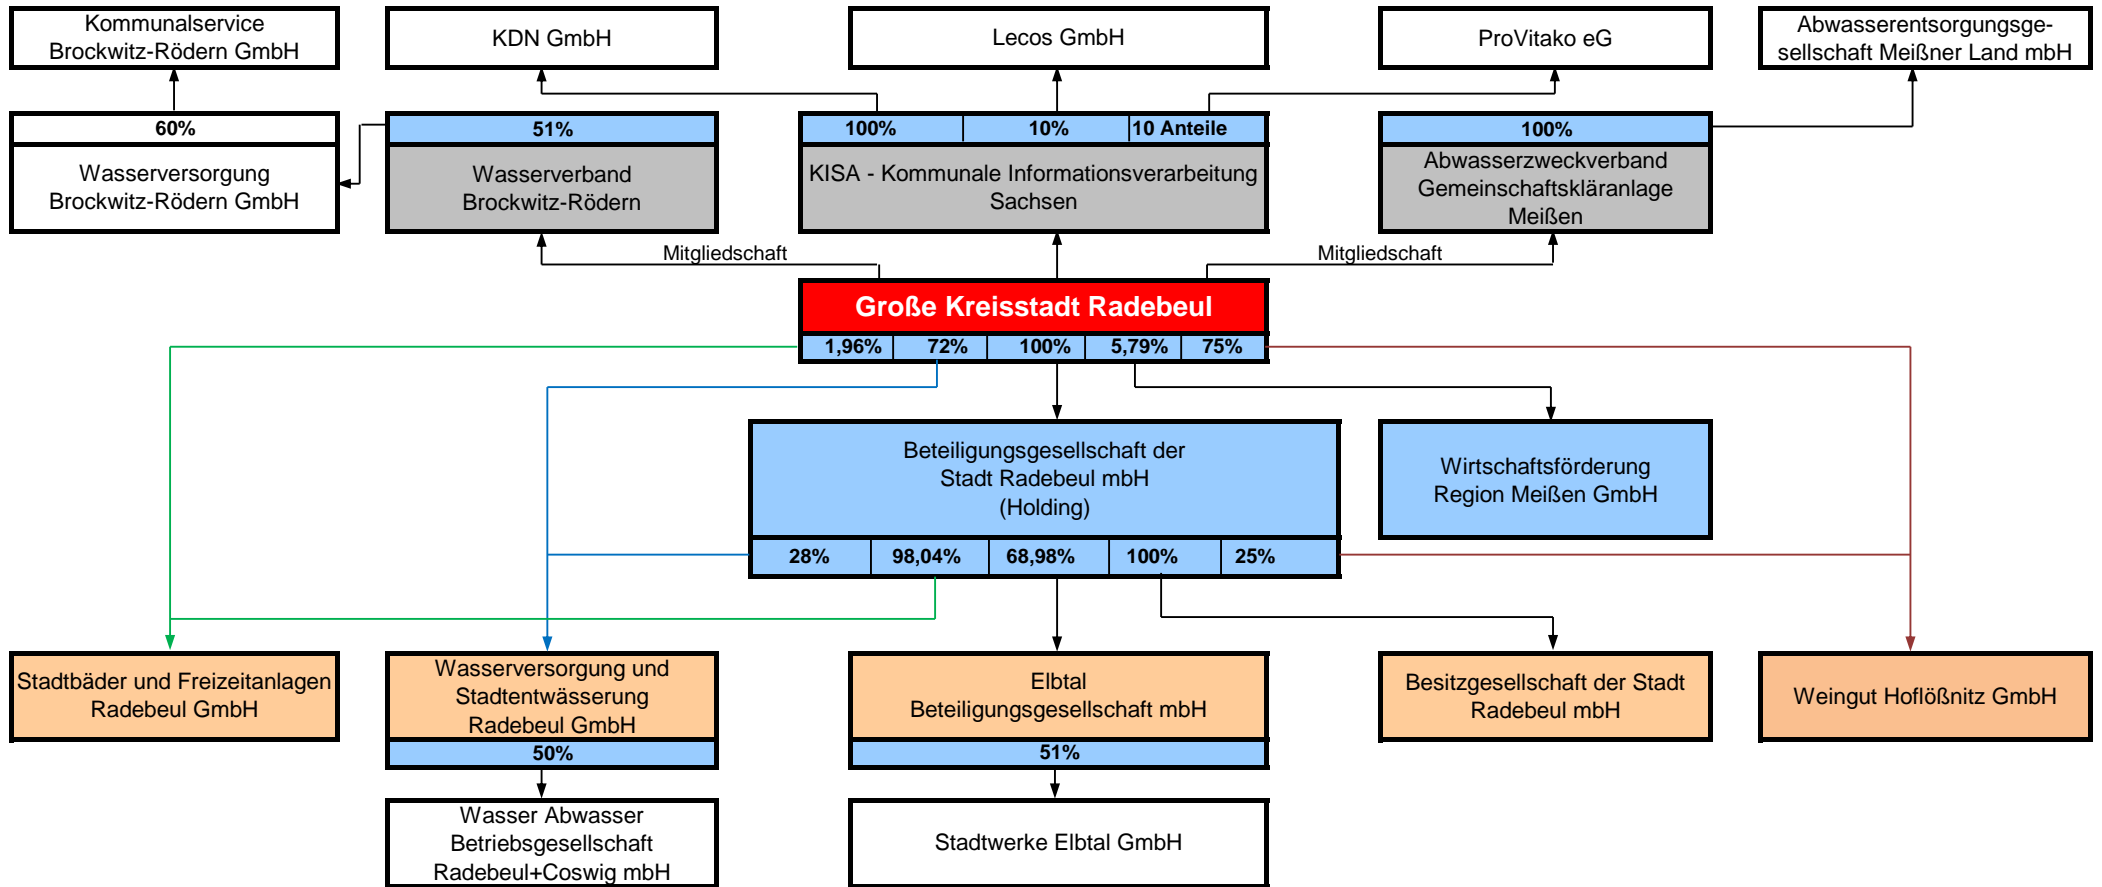 Kommunalservice
Brockwitz-Rödern GmbH
KDN GmbH
Lecos GmbH
ProVitako eG
Abwasserentsorgungsge-
sellschaft Meißner Land mbH
60%
Wasserversorgung
Brockwitz-Rödern GmbH
51%
Wasserverband
Brockwitz-Rödern
100%
10%
10 Anteile
KISA - Kommunale Informationsverarbeitung
Sachsen
100%
Abwasserzweckverband
Gemeinschaftskläranlage
Meißen
Mitgliedschaft
Mitgliedschaft
Große Kreisstadt Radebeul
1,96%
72%
100%
5,79%
75%
Beteiligungsgesellschaft der
Stadt Radebeul mbH
(Holding)
28%
98,04%
68,98%
100%
25%
Wirtschaftsförderung
Region Meißen GmbH
Stadtbäder und Freizeitanlagen
Radebeul GmbH
Wasserversorgung und
Stadtentwässerung
Radebeul GmbH
50%
Elbtal
Beteiligungsgesellschaft mbH
51%
Besitzgesellschaft der Stadt
Radebeul mbH
Weingut Hoflößnitz GmbH
Wasser Abwasser
Betriebsgesellschaft
Radebeul+Coswig mbH
Stadtwerke Elbtal GmbH